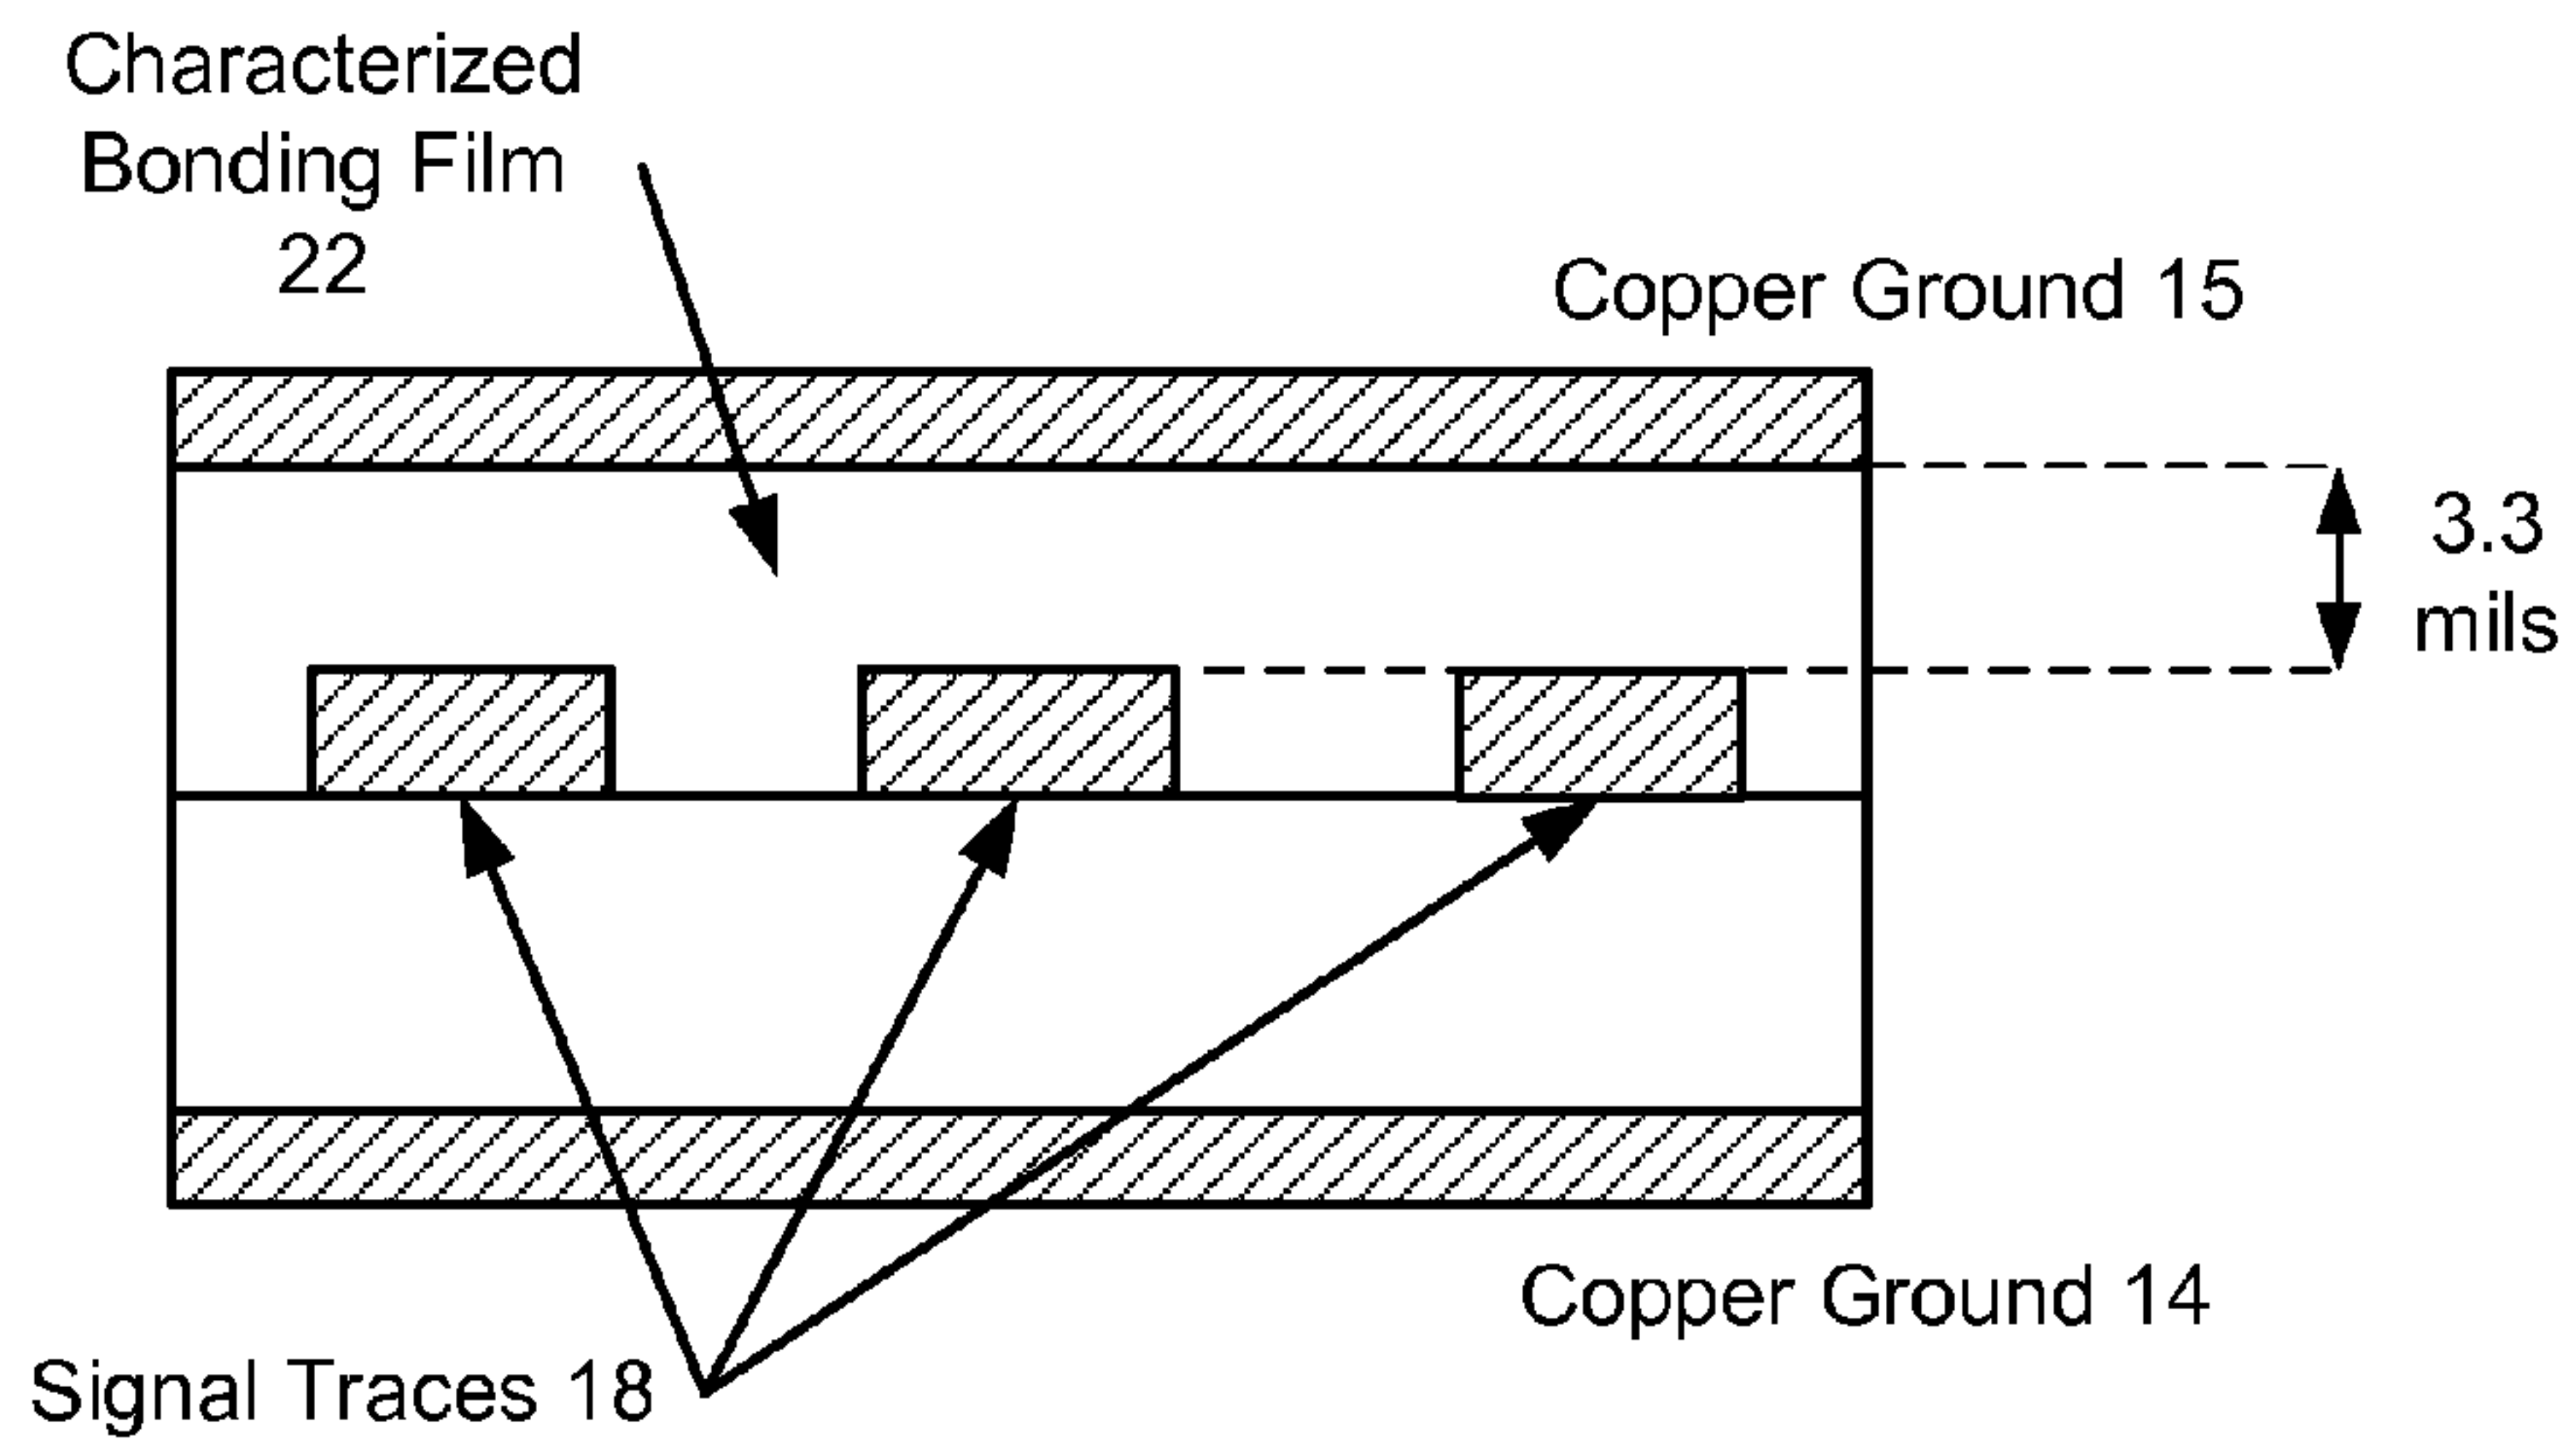 Characterized
Bonding Film
22
Copper Ground 15
3.3
mils
Copper Ground 14
Signal Traces 18